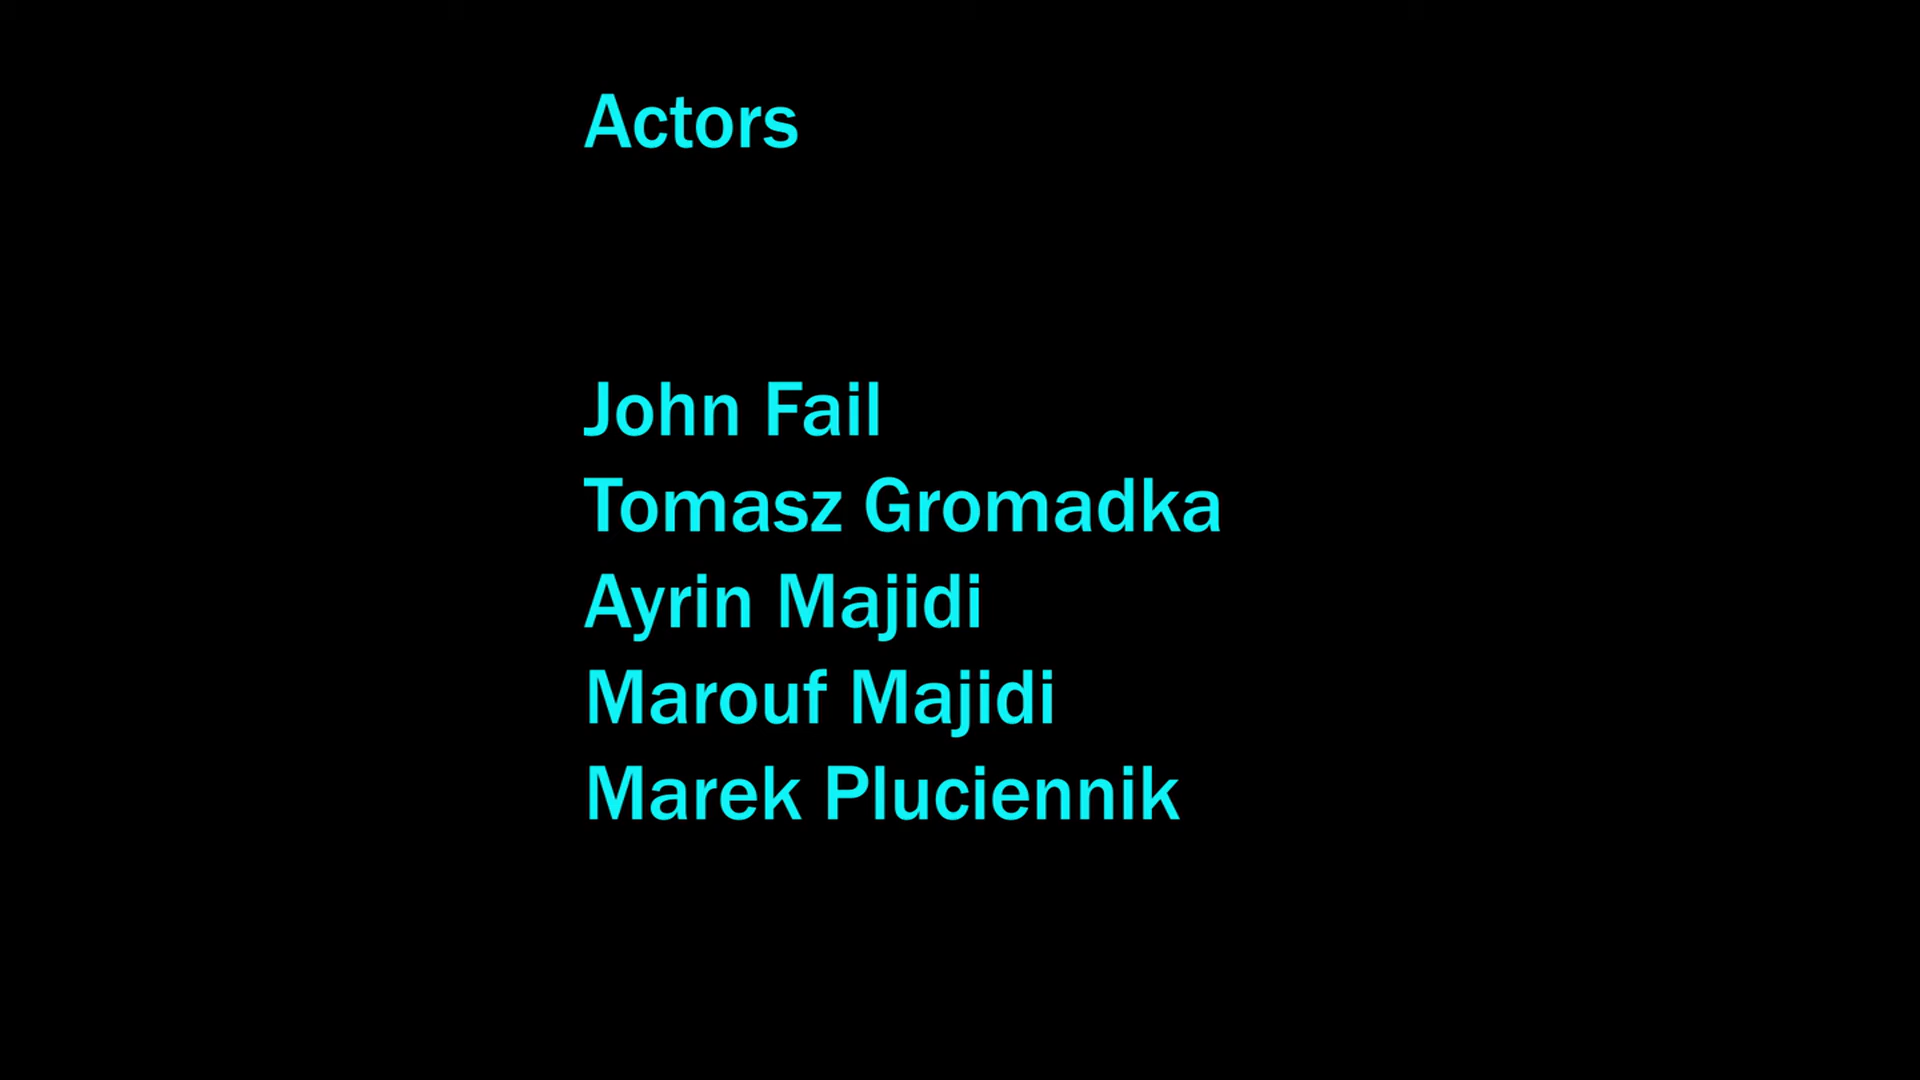 Actors
John Fail
Tomasz Gromadka
Ayrin Majidi
Marouf Majidi
Marek Pluciennik